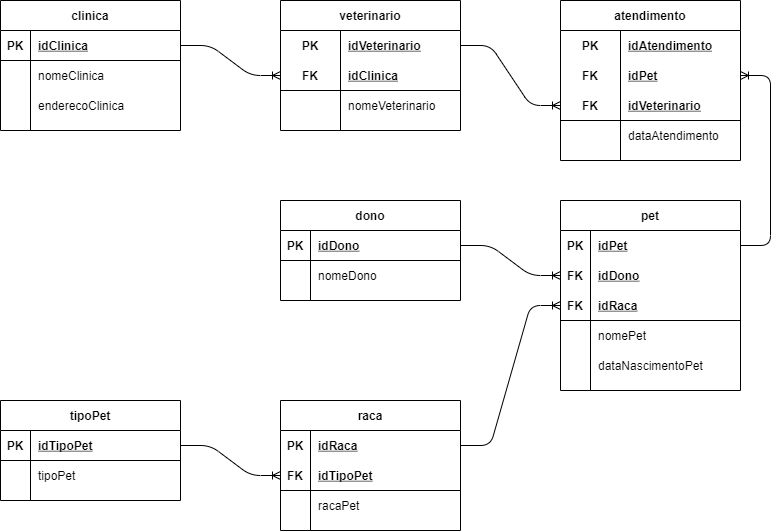 clinica
PK idClinica
nomeClinica
enderecoClinica
veterinario
PK idVeterinario
FK idClinica
nomeVeterinario
atendimento
PK idAtendimento
FK idPet
FK idVeterinario
dataAtendimento
dono
PK idDono
nomeDono
pet
PK idPet
FK idDono
FK idRaca
nomePet
dataNascimentoPet
tipoPet
PK idTipoPet
tipoPet
raca
PK idRaca
FK idTipoPet
racaPet